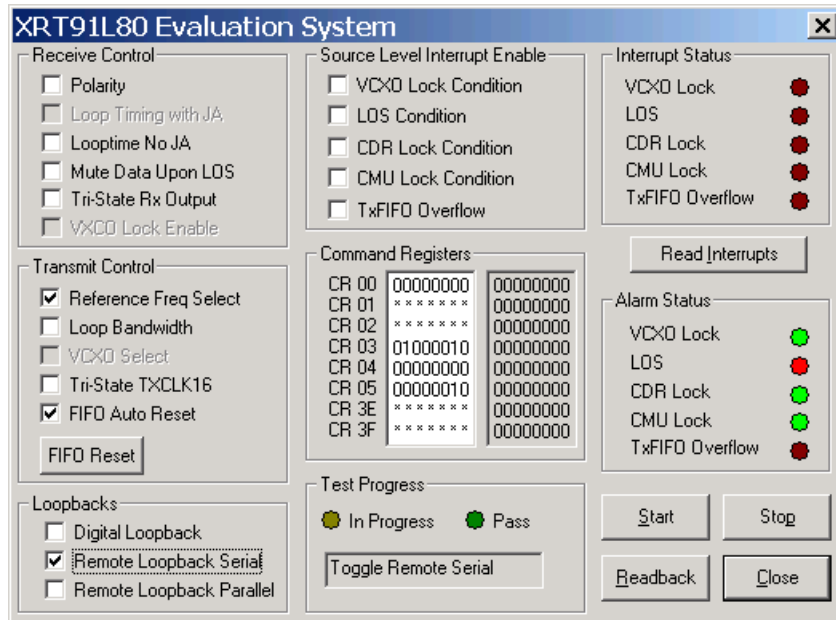 XRT91L80 Evaluation System
Receive Control
Polarity
Loop Timing with JA
Looptime No JA
Mute Data Upon LOS
Tri-State Rx Output
VXCO Lock Enable
Transmit Control
Reference Freq Select
Loop Bandwidth
VCXO Select
Tri-State TXCLK16
FIFO Auto Reset
FIFO Reset
Loopbacks
Digital Loopback
Remote Loopback Serial
Remote Loopback Parallel
Source Level Interrupt Enable
VCXO Lock Condition
LOS Condition
CDR Lock Condition
CMU Lock Condition
TxFIFO Overflow
Command Registers
CR 00 00000000 00000000
CR 01 * * * * * * * 00000000
CR 02 * * * * * * * 00000000
CR 03 01000010 00000000
CR 04 00000000 00000000
CR 05 00000010 00000000
CR 3E * * * * * * * 00000000
CR 3F * * * * * * * 00000000
Test Progress
In Progress Pass
Toggle Remote Serial
Interrupt Status
VCXO Lock
LOS
CDR Lock
CMU Lock
TxFIFO Overflow
Read Interrupts
Alarm Status
VCXO Lock
LOS
CDR Lock
CMU Lock
TxFIFO Overflow
Start Stop
Readback Close